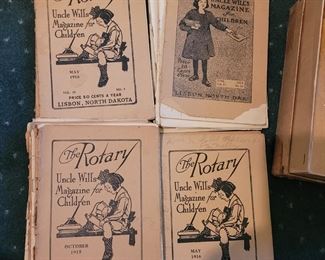 The Rotary
Uncle Will's
Magazine for
Children
MAY
1916
PRICE 50 CENTS A YEAR
LISBON, NORTH DAKOTA
UNCLE WILL'S
MAGAZINE
CHILDREN
LISBON, NORTH DAK
The Rotary
Uncle Will's
Magazine for
Children
OCTOBER
1915
The Rotary
Uncle Will's
Magazine for
Children
MAY
1916